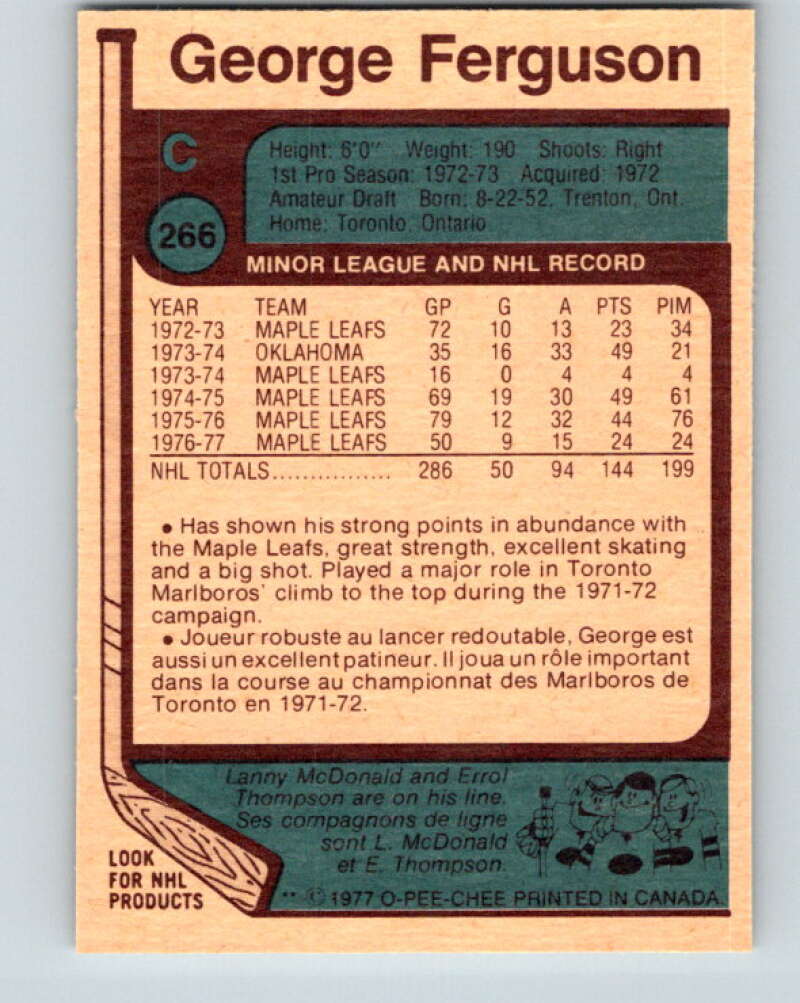 George Ferguson
C
Height: 6'0" Weight: 190 Shoots: Right
1st Pro Season: 1972-73 Acquired: 1972
Amateur Draft Born: 8-22-52, Trenton, Ont.
Home: Toronto, Ontario
266
MINOR LEAGUE AND NHL RECORD
YEAR TEAM GP G A PTS PIM
1972-73 MAPLE LEAFS 72 10 13 23 34
1973-74 OKLAHOMA 35 16 33 49 21
1973-74 MAPLE LEAFS 16 0 4 4 4
1974-75 MAPLE LEAFS 69 19 30 49 61
1975-76 MAPLE LEAFS 79 12 32 44 76
1976-77 MAPLE LEAFS 50 9 15 24 24
NHL TOTALS................ 286 50 94 144 199
• Has shown his strong points in abundance with
the Maple Leafs, great strength, excellent skating
and a big shot. Played a major role in Toronto
Marlboros' climb to the top during the 1971-72
campaign.
• Joueur robuste au lancer redoutable, George est
aussi un excellent patineur. Il joua un rôle important
dans la course au championnat des Marlboros de
Toronto en 1971-72.
Lanny McDonald and Errol
Thompson are on his line.
Ses compagnons de ligne
sont L. McDonald
et E. Thompson.
LOOK
FOR NHL
PRODUCTS
** © 1977 O-PEE-CHEE PRINTED IN CANADA.